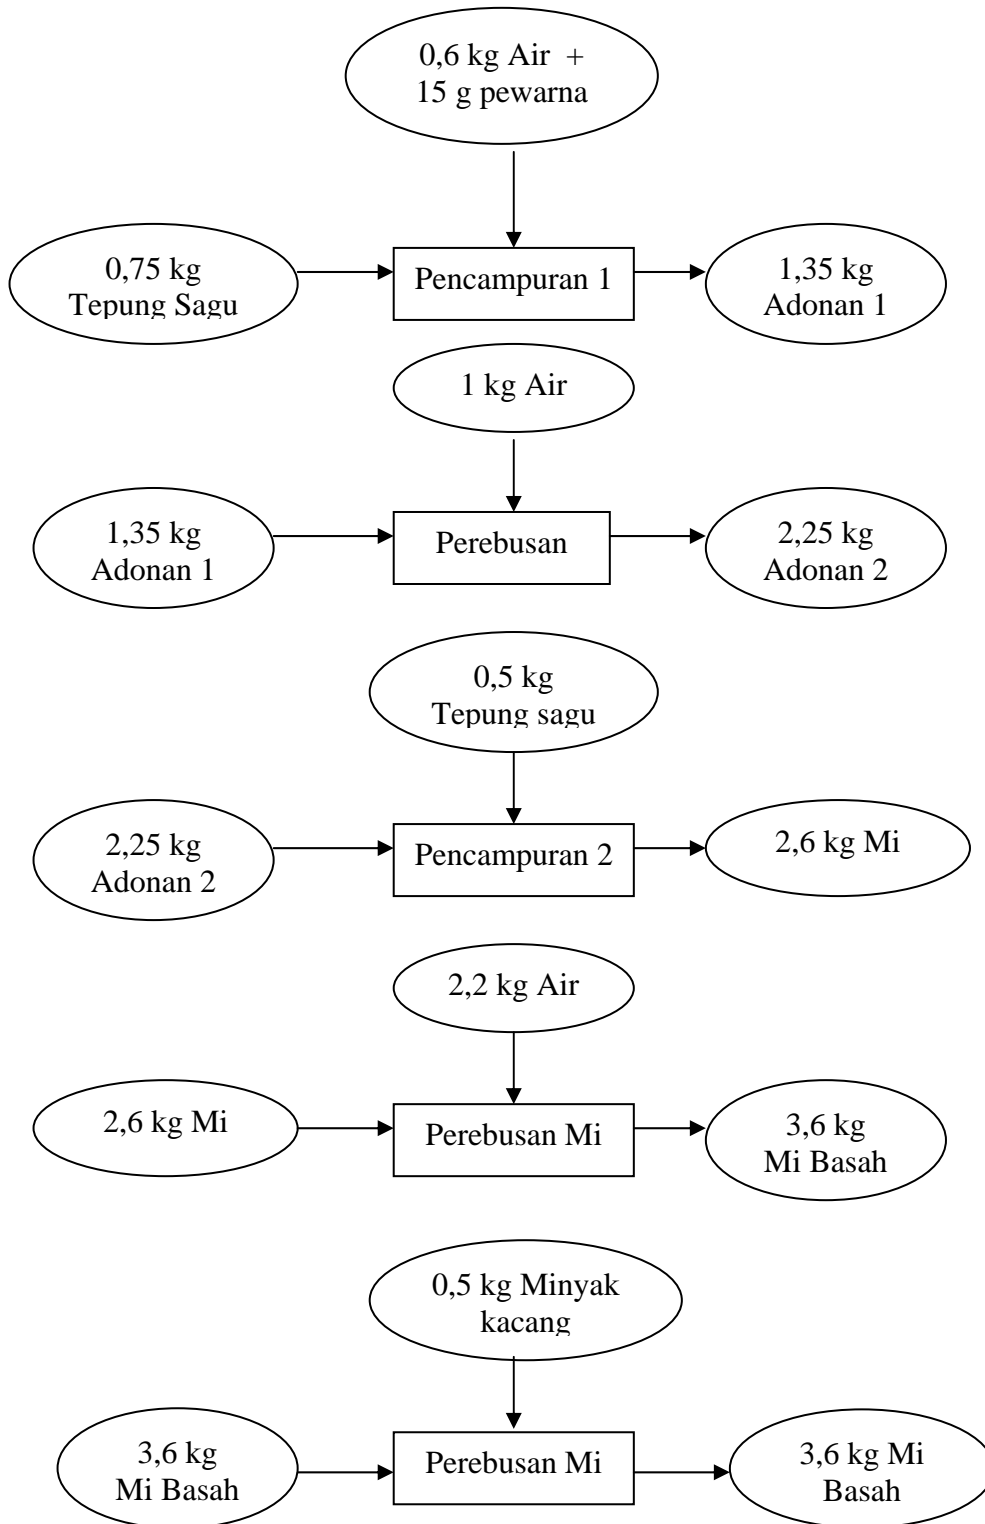 0,6 kg Air +
15 g pewarna
0,75 kg
Tepung Sagu
Pencampuran 1
1,35 kg
Adonan 1
1 kg Air
1,35 kg
Adonan 1
Perebusan
2,25 kg
Adonan 2
0,5 kg
Tepung sagu
2,25 kg
Adonan 2
Pencampuran 2
2,6 kg Mi
2,2 kg Air
2,6 kg Mi
Perebusan Mi
3,6 kg
Mi Basah
0,5 kg Minyak
kacang
3,6 kg
Mi Basah
Perebusan Mi
3,6 kg Mi
Basah